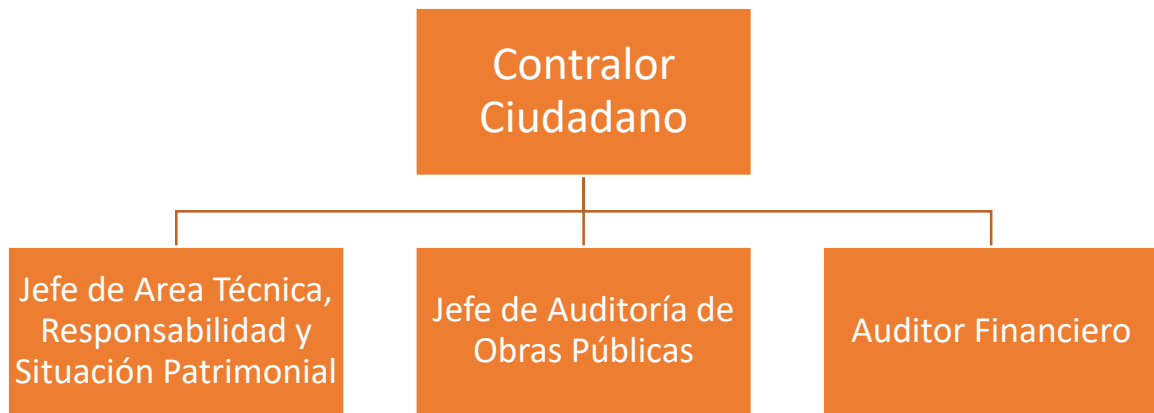 Contralor
Ciudadano
Jefe de Area Técnica,
Responsabilidad y
Situación Patrimonial
Jefe de Auditoría de
Obras Públicas
Auditor Financiero